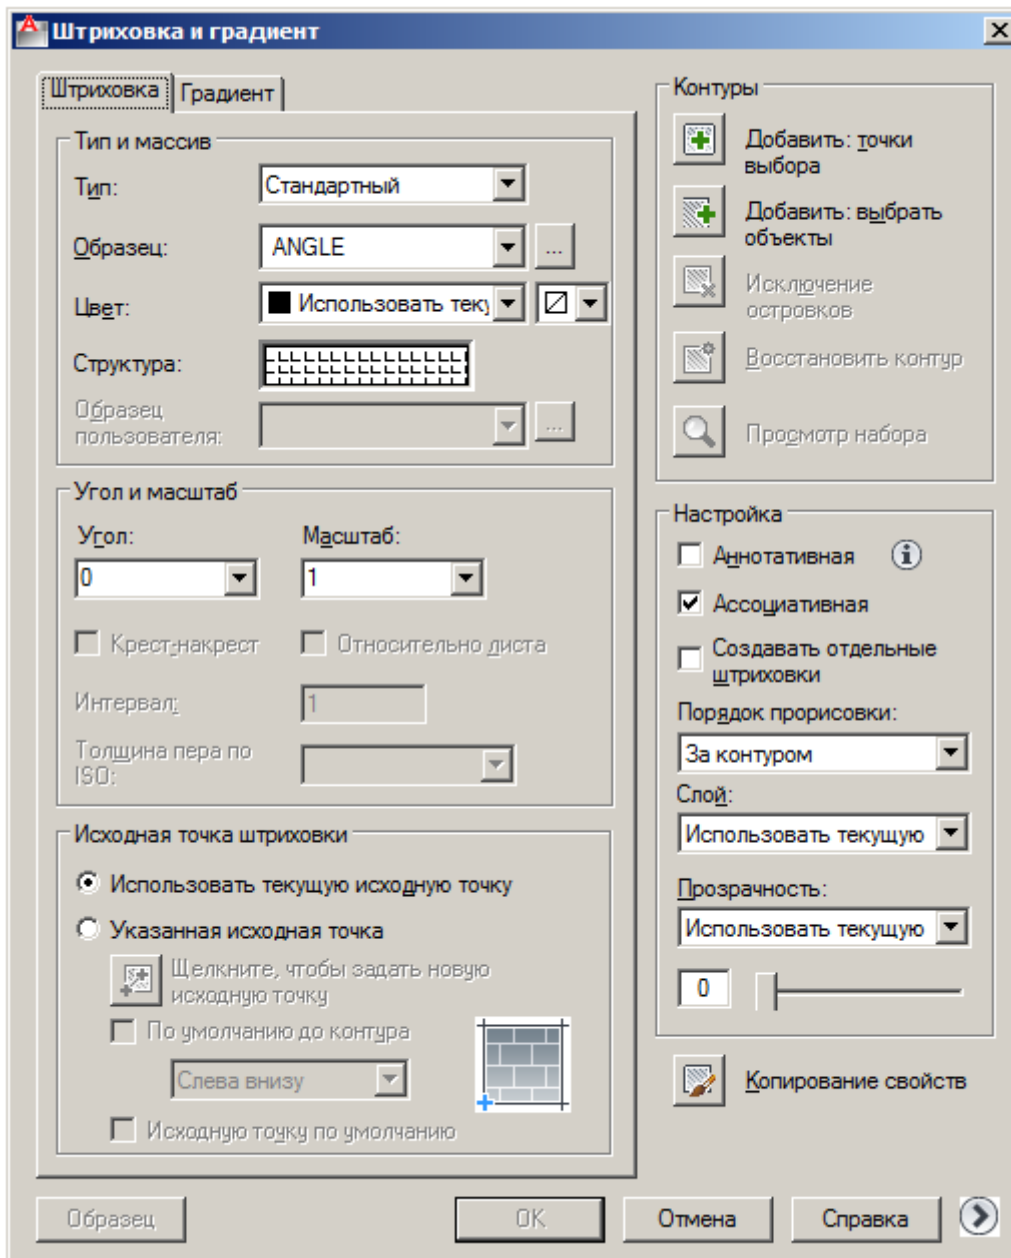 Штриховка и градиент
Штриховка
Градиент
Тип и массив
Тип:
Стандартный
Образец:
ANGLE
...
Цвет:
Использовать теку
Структура:
Образец
пользователя:
...
Угол и масштаб
Угол:
Масштаб:
0
1
Крест-накрест
Относительно листа
Интервал:
1
Толщина пера по
ISO:
Исходная точка штриховки
Использовать текущую исходную точку
Указанная исходная точка
Щелкните, чтобы задать новую
исходную точку
По умолчанию до контура
Слева внизу
Исходную точку по умолчанию
Контуры
Добавить: точки
выбора
Добавить: выбрать
объекты
Исключение
островков
Восстановить контур
Просмотр набора
Настройка
Аннотативная
Ассоциативная
Создавать отдельные
штриховки
Порядок прорисовки:
За контуром
Слой:
Использовать текущую
Прозрачность:
Использовать текущую
0
Копирование свойств
Образец
OK
Отмена
Справка